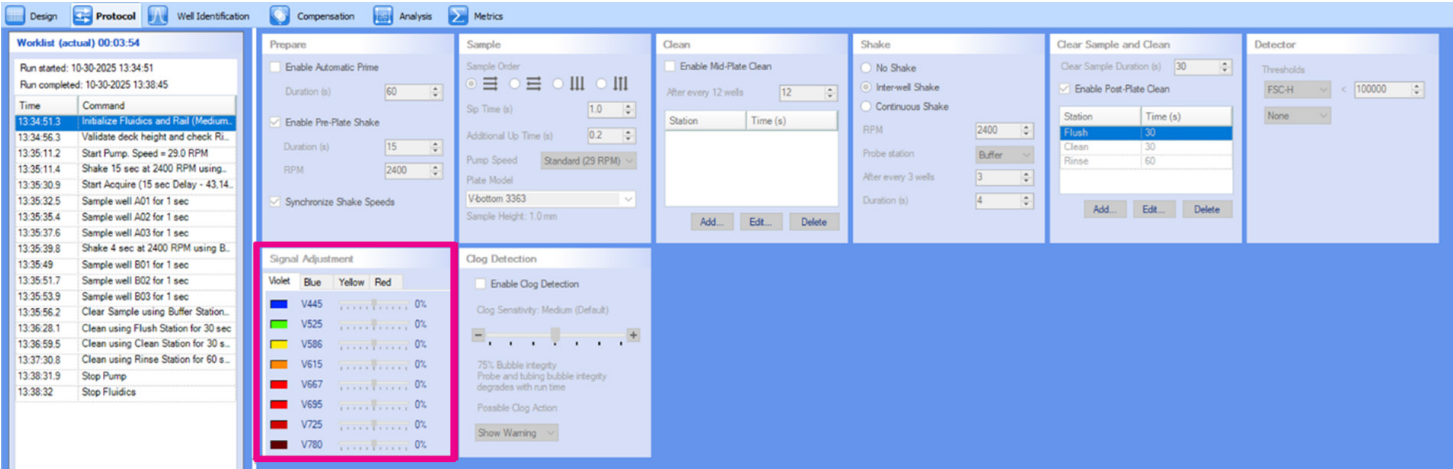 Design Protocol Well Identification Compensation Analysis Metrics
Worklist (actual) 00:03:54
Run started: 10-30-2025 13:34:51
Run completed: 10-30-2025 13:38:45
Time Command
13:34:51.3 Initialize Fluidics and Rail (Medium..
13:34:56.3 Validate deck height and check Ri...
13:35:11.2 Start Pump. Speed = 29.0 RPM
13:35:11.4 Shake 15 sec at 2400 RPM using...
13:35:30.9 Start Acquire (15 sec Delay - 43.14..
13:35:32.5 Sample well A01 for 1 sec
13:35:35.4 Sample well A02 for 1 sec
13:35:37.6 Sample well A03 for 1 sec
13:35:39.8 Shake 4 sec at 2400 RPM using B..
13:35:49 Sample well B01 for 1 sec
13:35:51.7 Sample well B02 for 1 sec
13:35:53.9 Sample well B03 for 1 sec
13:35:56.2 Clear Sample using Buffer Station..
13:36:28.1 Clean using Flush Station for 30 sec
13:36:59.5 Clean using Clean Station for 30 s..
13:37:30.8 Clean using Rinse Station for 60 s..
13:38:31.9 Stop Pump
13:38:32 Stop Fluidics
Prepare
Enable Automatic Prime
Duration (s) 60
Enable Pre-Plate Shake
Duration (s) 15
RPM 2400
Synchronize Shake Speeds
Sample
Sample Order
Sip Time (s) 1.0
Additional Up Time (s) 0.2
Pump Speed Standard (29 RPM)
Plate Model
V-bottom 3363
Sample Height: 1.0 mm
Clean
Enable Mid-Plate Clean
After every 12 wells 12
Station Time (s)
Add... Edit... Delete
Shake
No Shake
Inter-well Shake
Continuous Shake
RPM 2400
Probe station Buffer
After every 3 wells 3
Duration (s) 4
Clear Sample and Clean
Clear Sample Duration (s) 30
Enable Post-Plate Clean
Station Time (s)
Flush 30
Clean 30
Rinse 60
Add... Edit... Delete
Detector
Thresholds
FSC-H < 100000
None
Signal Adjustment
Violet Blue Yellow Red
V445 0%
V525 0%
V586 0%
V615 0%
V667 0%
V695 0%
V725 0%
V780 0%
Clog Detection
Enable Clog Detection
Clog Sensitivity: Medium (Default)
75% Bubble integrity
Probe and tubing bubble integrity
degrades with run time
Possible Clog Action
Show Warning